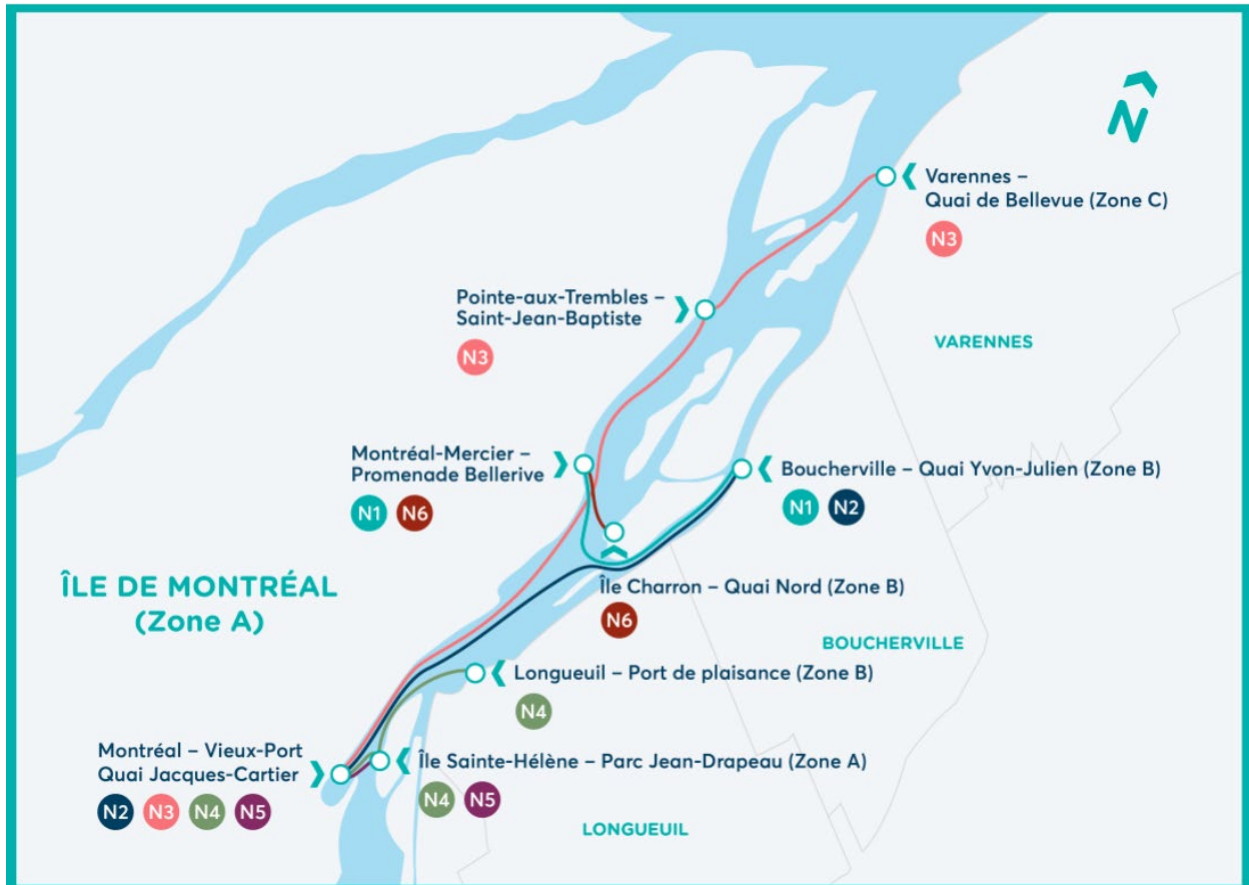 N
Varennes –
Quai de Bellevue (Zone C)
N3
Pointe-aux-Trembles –
Saint-Jean-Baptiste
N3
VARENNES
Montréal-Mercier –
Promenade Bellerive
N1 N6
Boucherville – Quai Yvon-Julien (Zone B)
N1 N2
ÎLE DE MONTRÉAL
(Zone A)
Île Charron – Quai Nord (Zone B)
N6
BOUCHERVILLE
Longueuil – Port de plaisance (Zone B)
N4
Montréal – Vieux-Port
Quai Jacques-Cartier
N2 N3 N4 N5
Île Sainte-Hélène – Parc Jean-Drapeau (Zone A)
N4 N5
LONGUEUIL